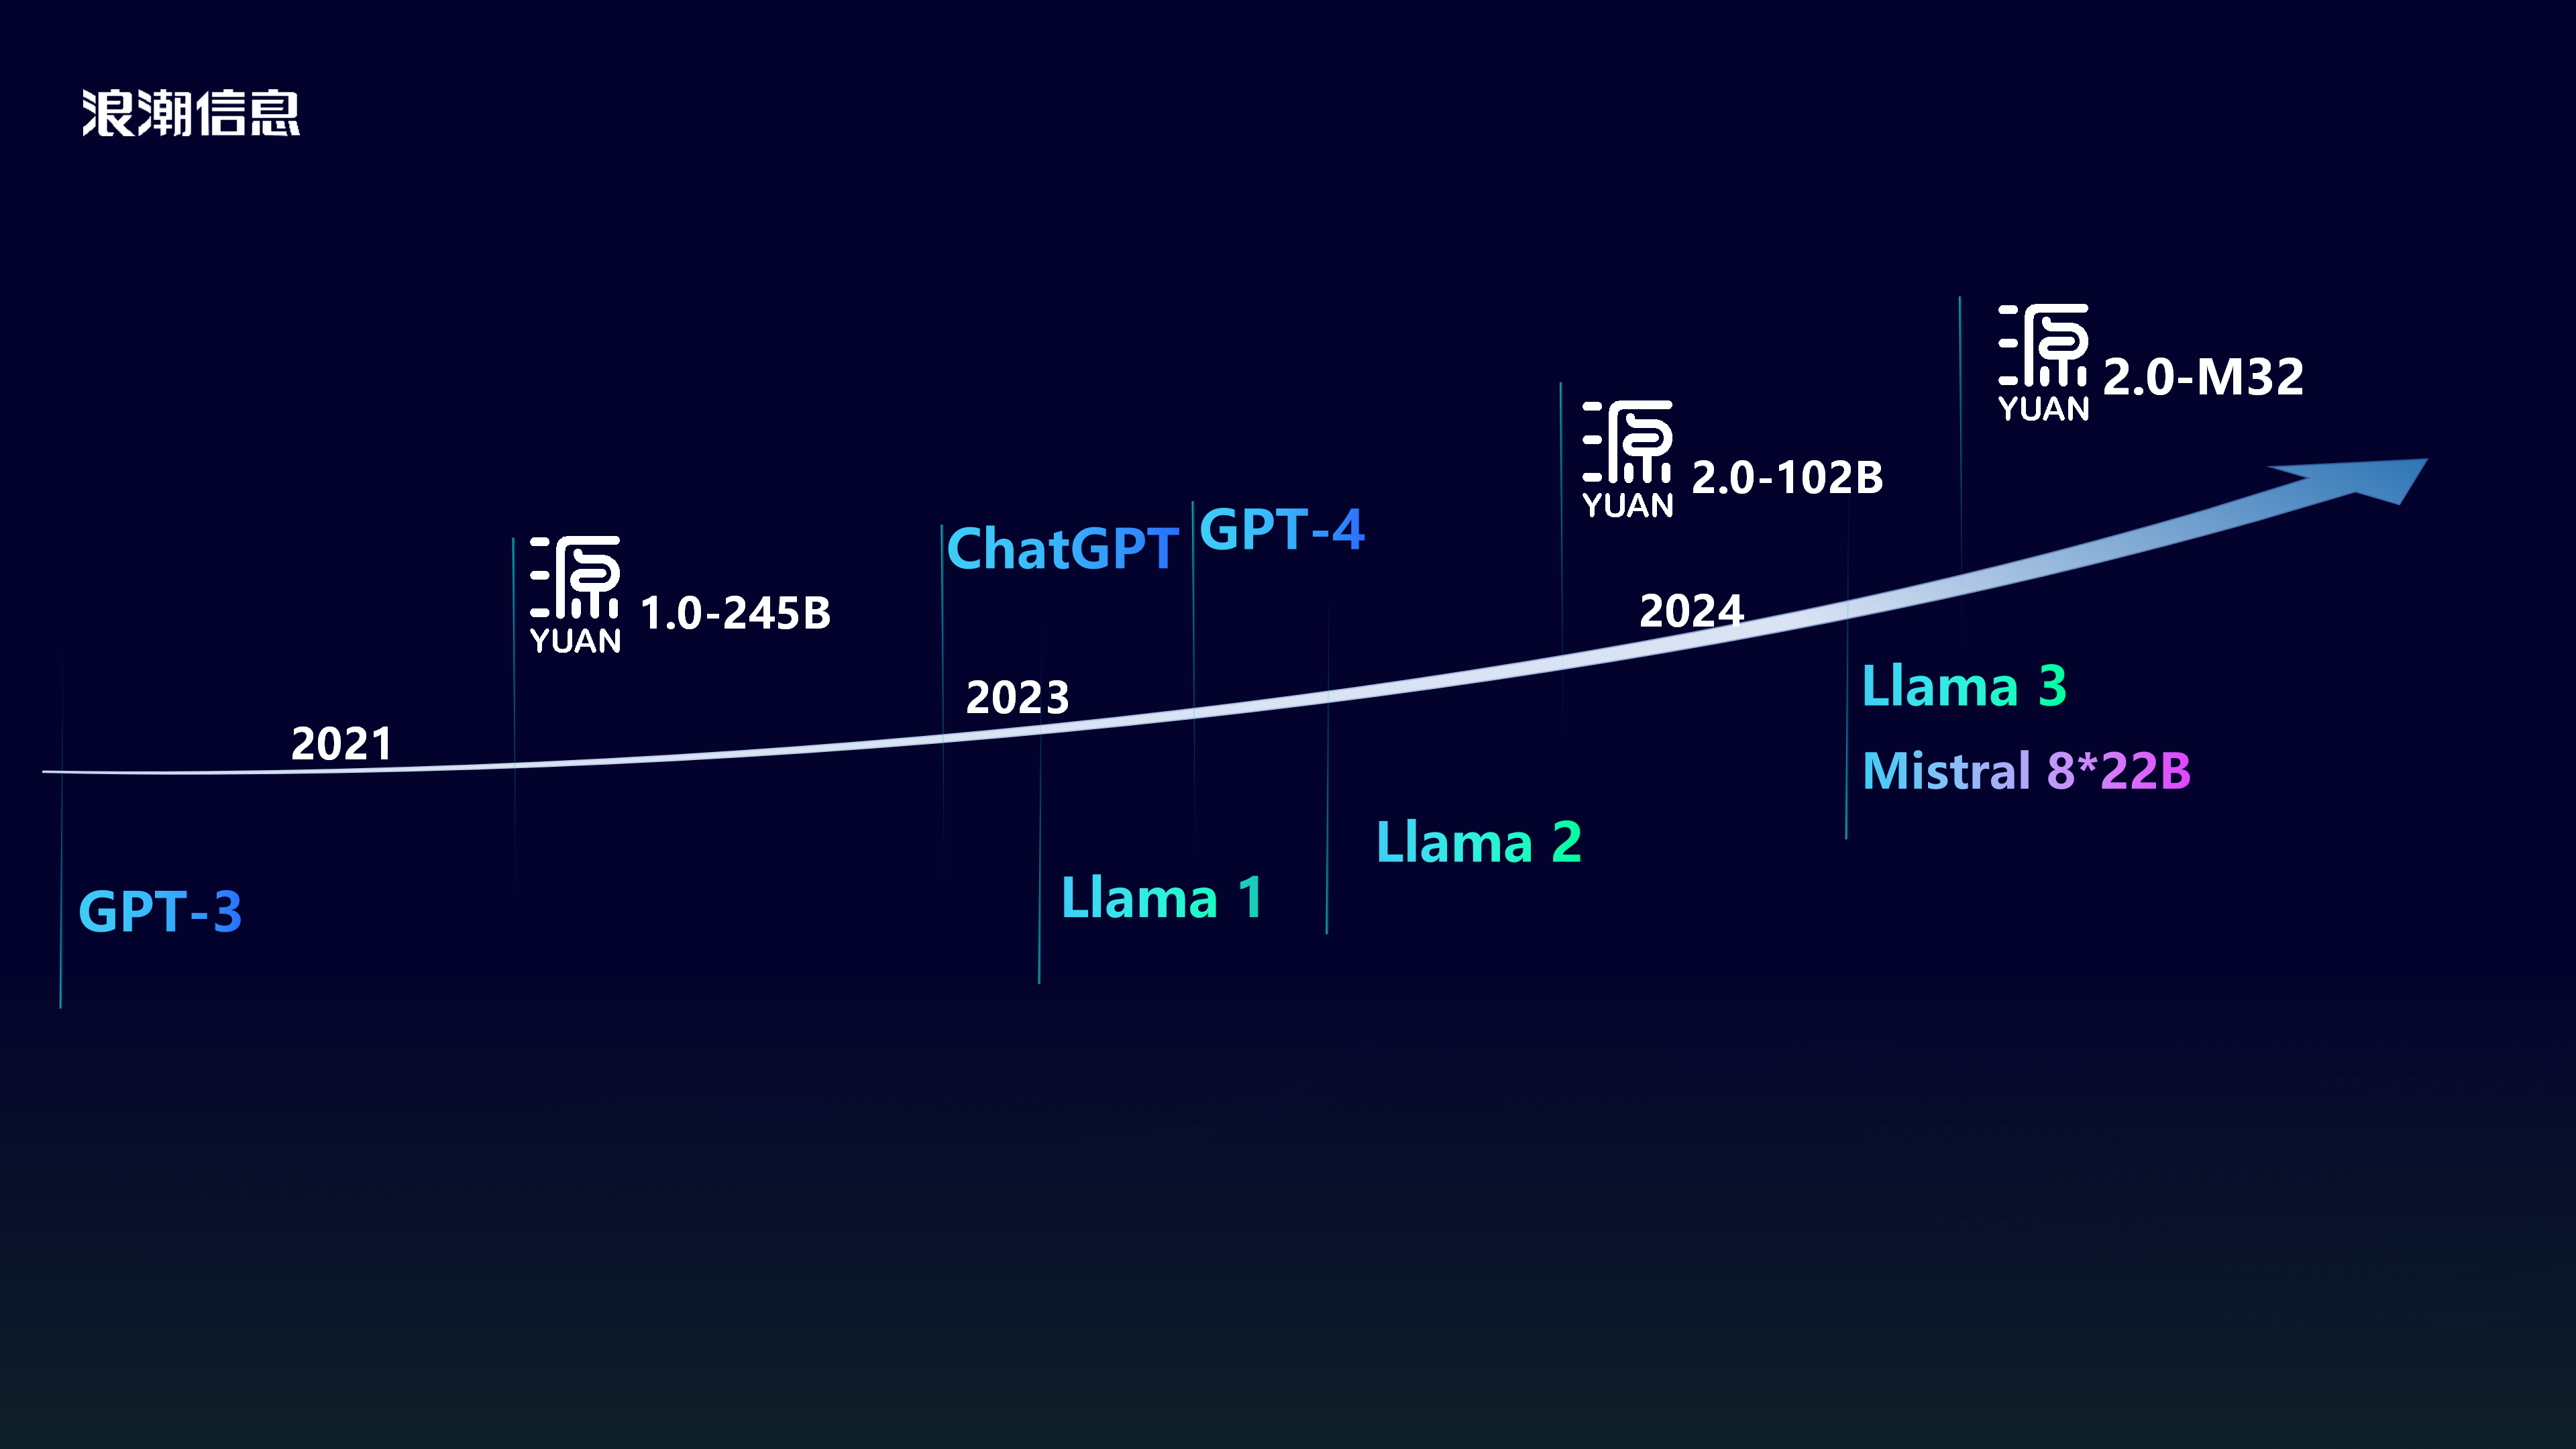 浪潮信息
源
YUAN
2.0-M32
源
YUAN
2.0-102B
ChatGPT
GPT-4
源
YUAN
1.0-245B
2024
2023
2021
Llama 3
Mistral 8*22B
Llama 2
Llama 1
GPT-3